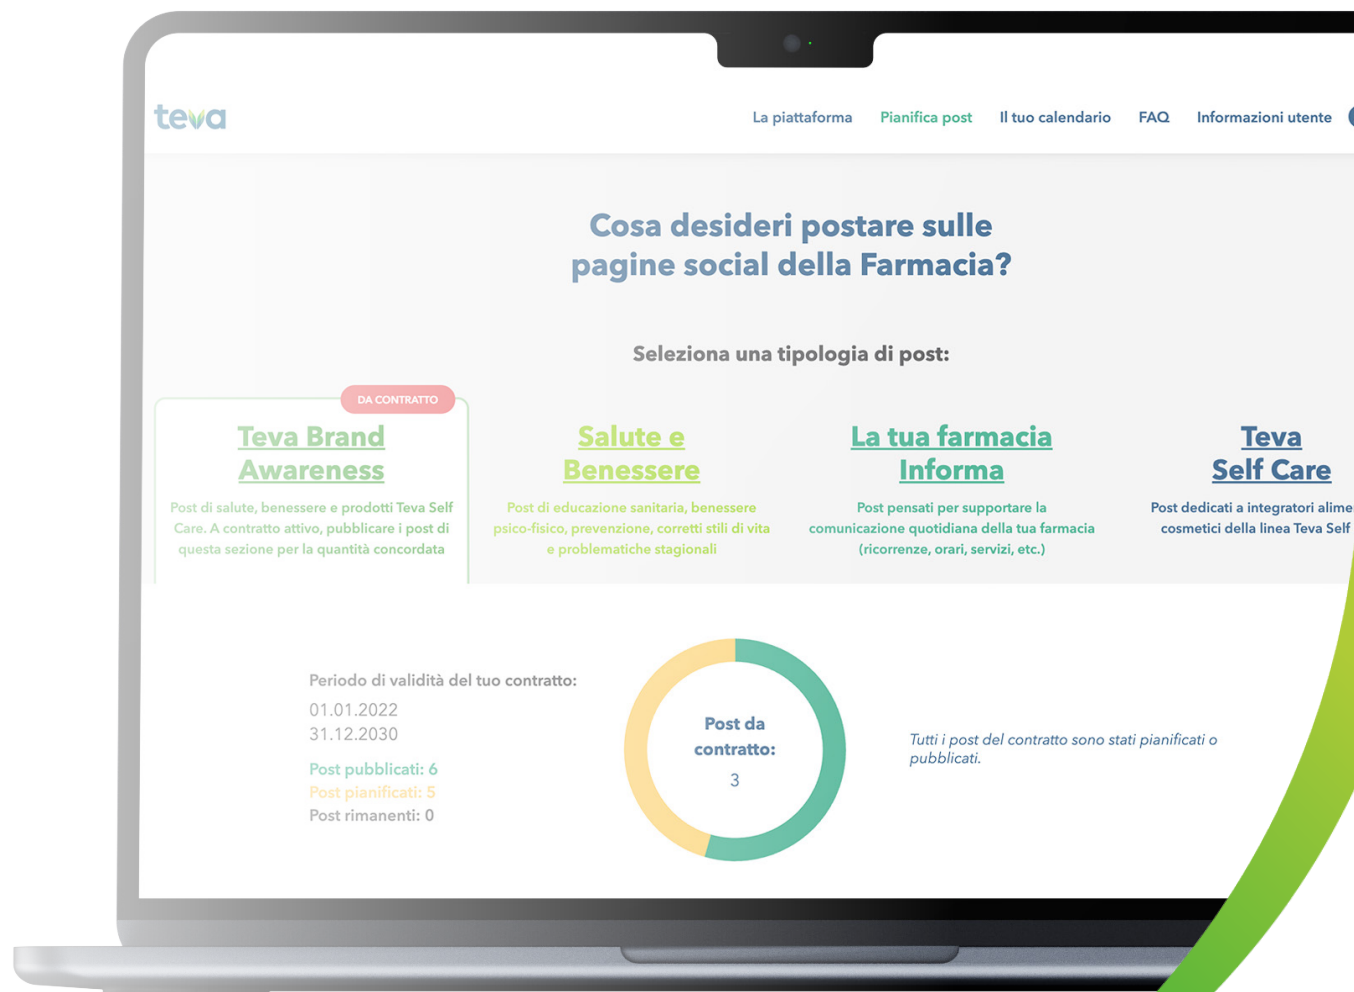 teva
La piattaforma Pianifica post Il tuo calendario FAQ Informazioni utente
Cosa desideri postare sulle
pagine social della Farmacia?
Seleziona una tipologia di post:
DA CONTRATTO
Teva Brand
Awareness
Post di salute, benessere e prodotti Teva Self
Care. A contratto attivo, pubblicare i post di
questa sezione per la quantità concordata
Salute e
Benessere
Post di educazione sanitaria, benessere
psico-fisico, prevenzione, corretti stili di vita
e problematiche stagionali
La tua farmacia
Informa
Post pensati per supportare la
comunicazione quotidiana della tua farmacia
(ricorrenze, orari, servizi, etc.)
Teva
Self Care
Post dedicati a integratori alime
cosmetici della linea Teva Self
Periodo di validità del tuo contratto:
01.01.2022
31.12.2030
Post pubblicati: 6
Post pianificati: 5
Post rimanenti: 0
Post da
contratto:
3
Tutti i post del contratto sono stati pianificati o
pubblicati.